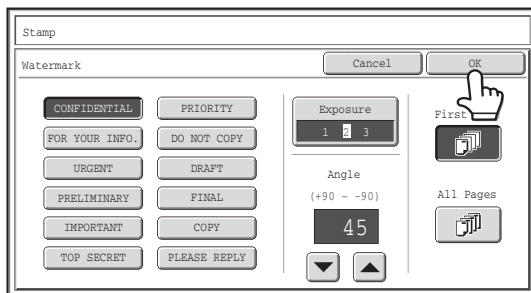 Stamp
Watermark
Cancel
OK
CONFIDENTIAL
PRIORITY
FOR YOUR INFO.
DO NOT COPY
URGENT
DRAFT
PRELIMINARY
FINAL
IMPORTANT
COPY
TOP SECRET
PLEASE REPLY
Exposure
1 2 3
Angle
(+90 ~ -90)
45
First
All Pages